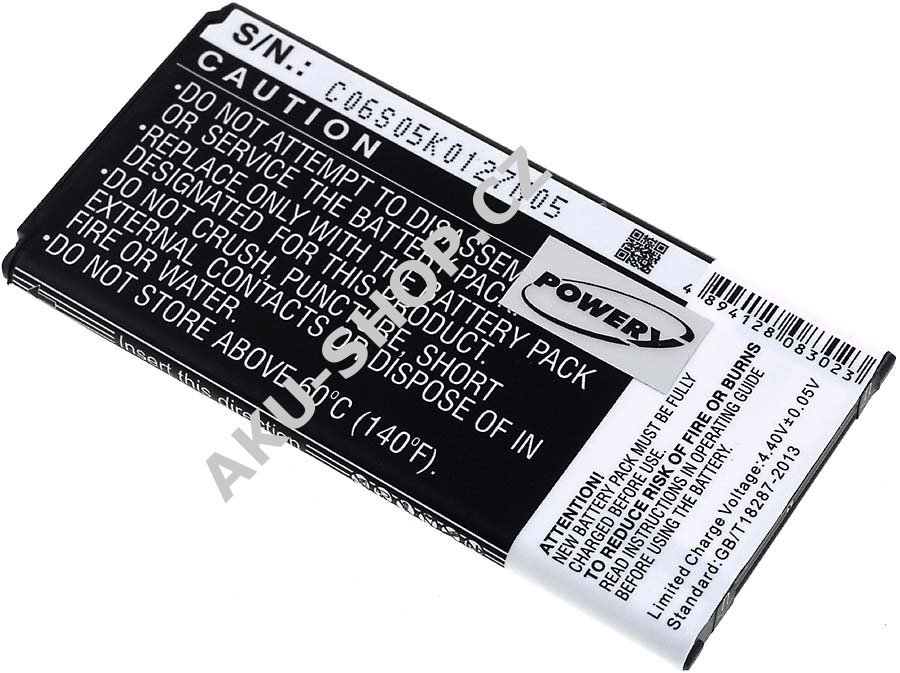 S/N.: C06S05K0127
05
CAUTION
•DO NOT ATTEMPT TO DISASSEM
OR SERVICE THE BATTERY PACK.
•REPLACE ONLY WITH THE BATTERY PACK
DESIGNATED FOR THIS PRODUCT.
•DO NOT CRUSH, PUNCTURE, SHORT
EXTERNAL CONTACTS OR DISPOSE OF IN
FIRE OR WATER.
•DO NOT STORE ABOVE 60°C (140°F).
Insert this direction
POWERY
4 894128 083023
ATTENTION!
NEW BATTERY PACK MUST BE FULLY
CHARGED BEFORE USE.
TO REDUCE RISK OF FIRE OR BURNS
READ INSTRUCTIONS IN OPERATING GUIDE
BEFORE USING THE BATTERY PACK
Limited Charge Voltage: 4.40V±0.05V
Standard:GB/T18287-2013
AKU-SHOP.CZ